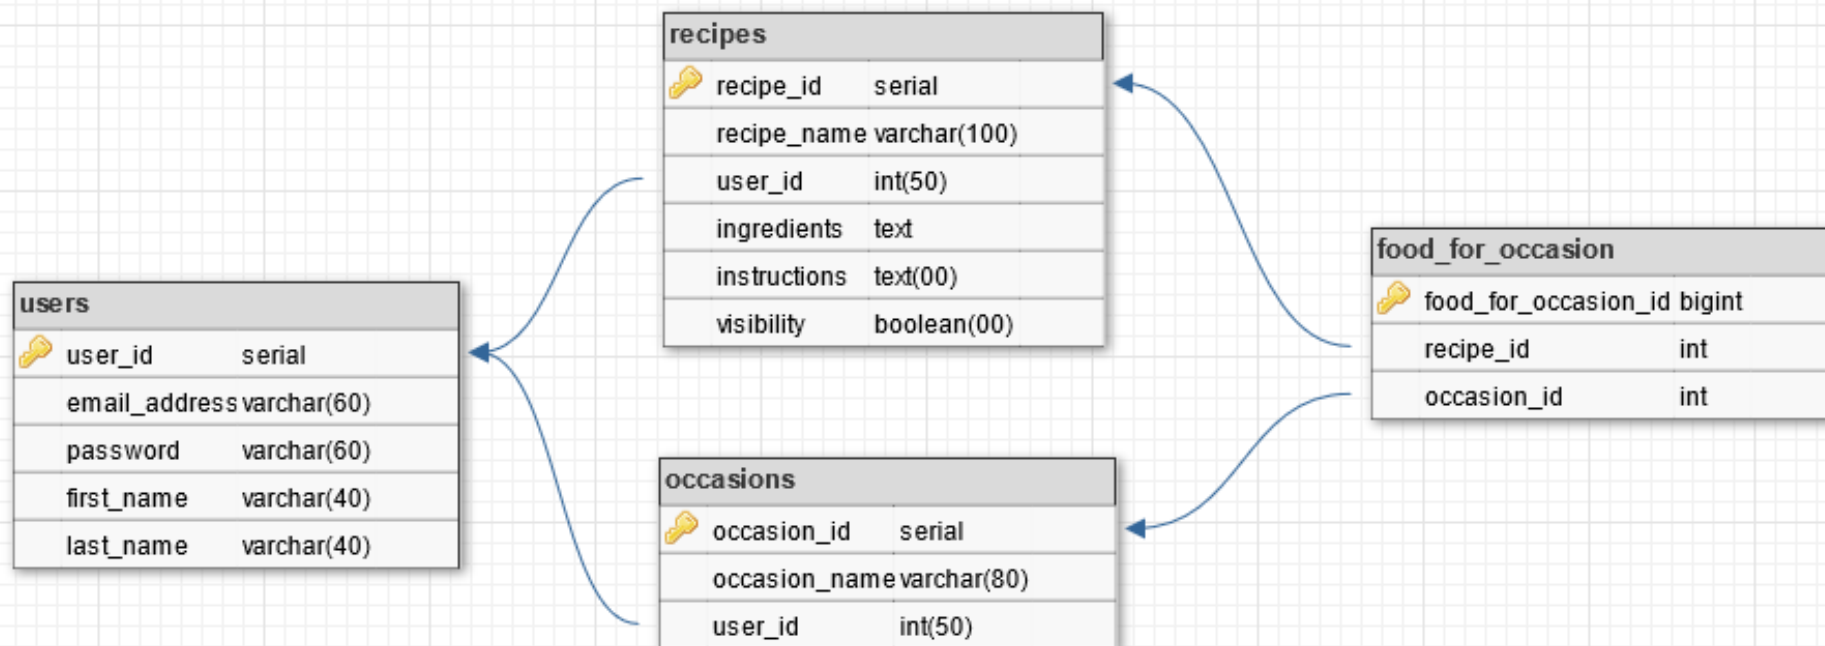 recipes
recipe_id serial
recipe_name varchar(100)
user_id int(50)
ingredients text
instructions text(00)
visibility boolean(00)
users
user_id serial
email_address varchar(60)
password varchar(60)
first_name varchar(40)
last_name varchar(40)
occasions
occasion_id serial
occasion_name varchar(80)
user_id int(50)
food_for_occasion
food_for_occasion_id bigint
recipe_id int
occasion_id int